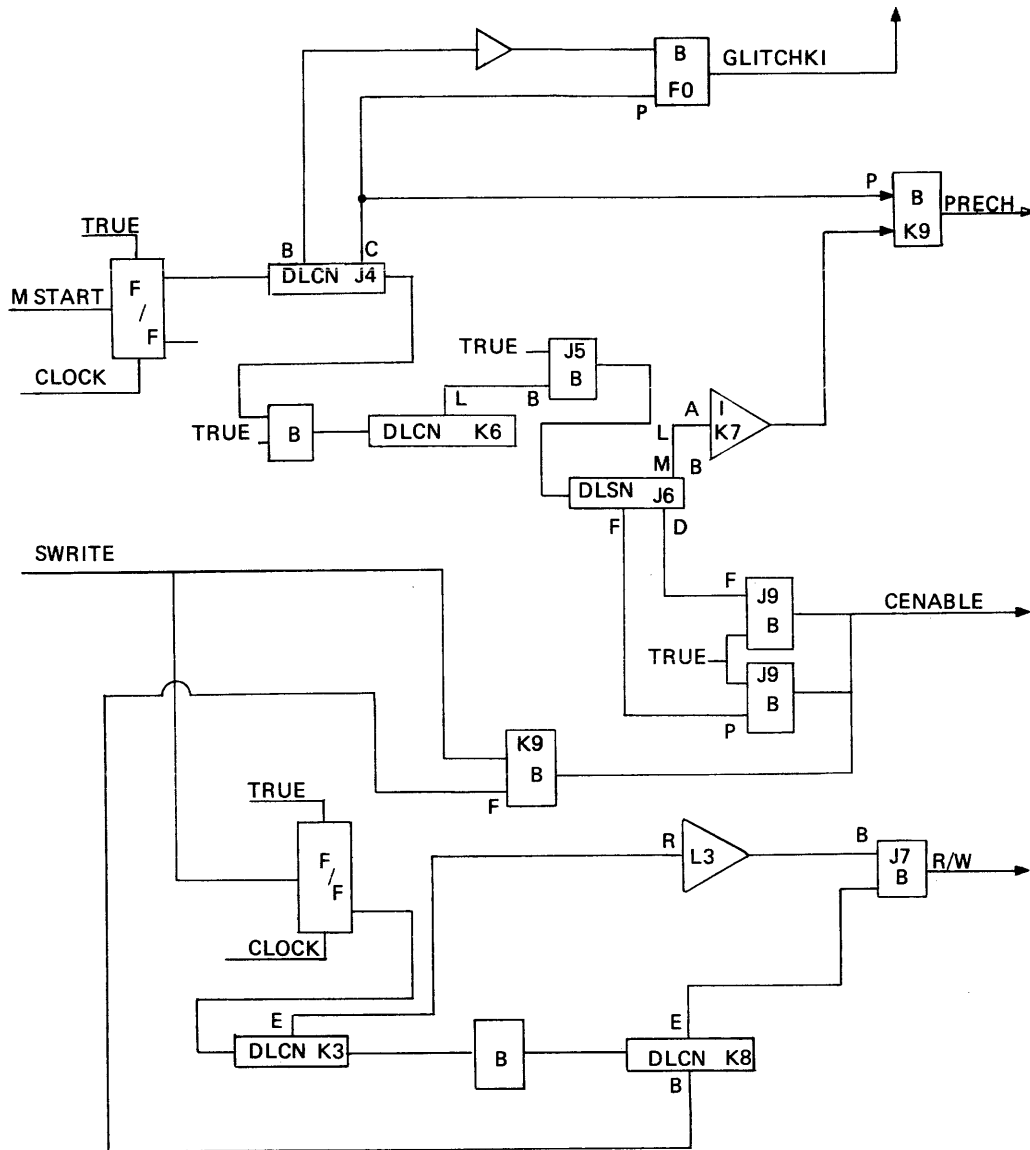 B
GLITCHKI
F0
P
P
B
PRECH
K9
TRUE
B
C
DLCN J4
M START
F
/
F
CLOCK
TRUE
J5
B
L
B
TRUE
B
DLCN K6
A
I
K7
L
M
B
DLSN J6
F
D
SWRITE
F
J9
B
CENABLE
TRUE
J9
B
P
K9
B
F
TRUE
R
L3
B
J7
B
R/W
F
/
F
CLOCK
E
DLCN K3
B
E
DLCN K8
B